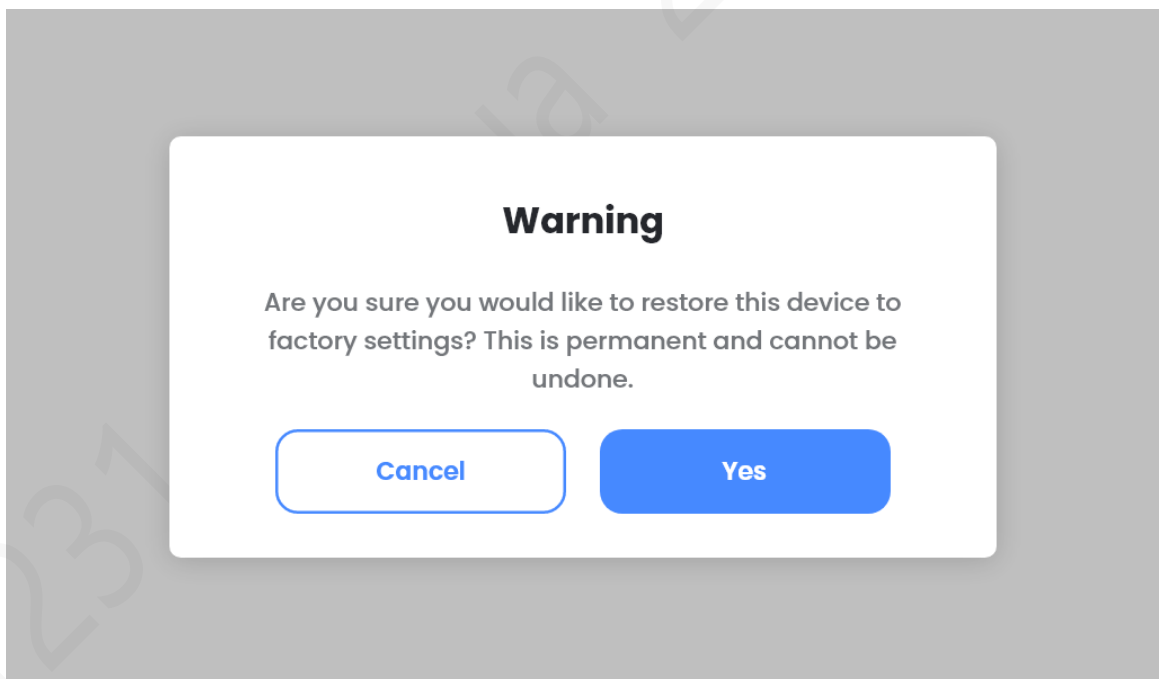 Warning
Are you sure you would like to restore this device to
factory settings? This is permanent and cannot be
undone.
Cancel
Yes
231